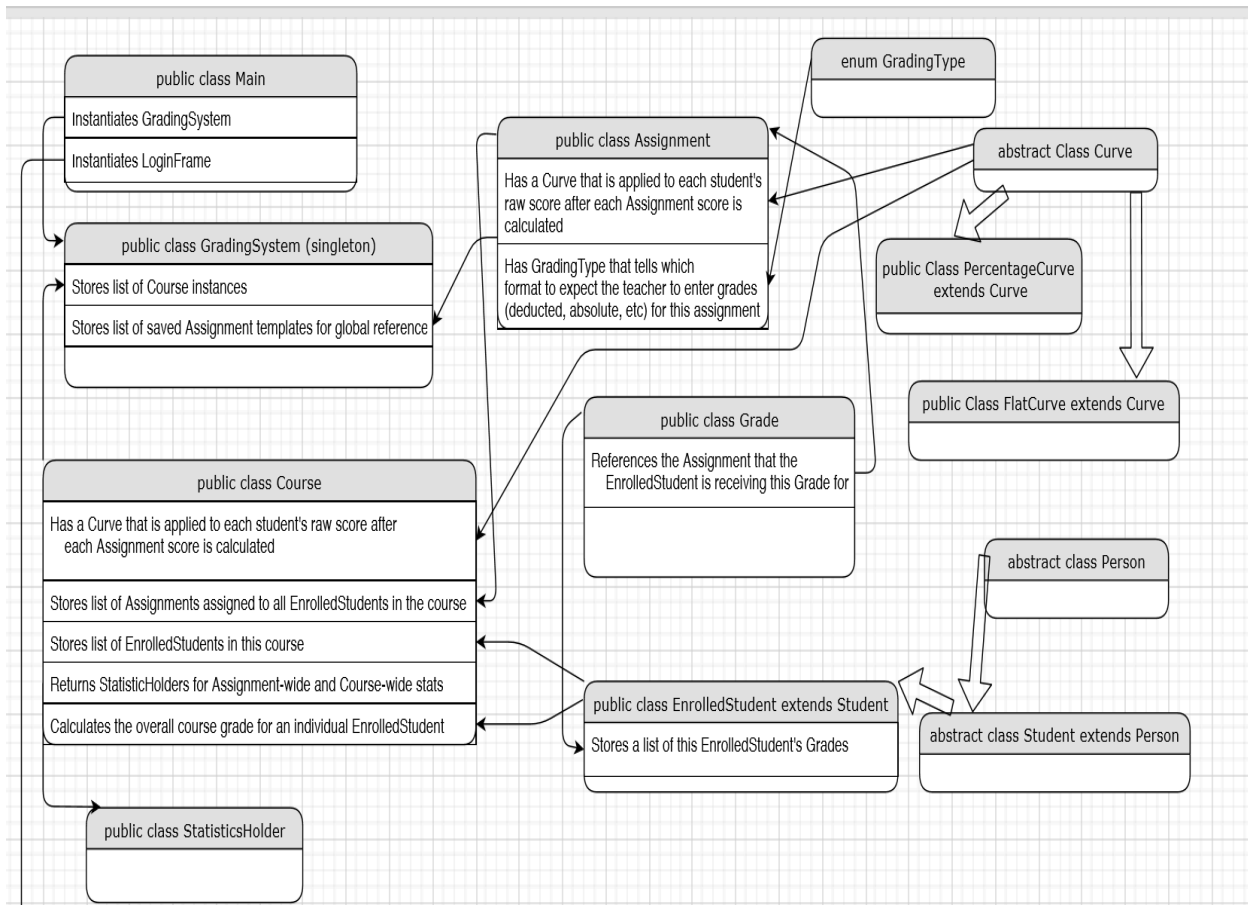 public class Main
Instantiates GradingSystem
Instantiates LoginFrame
public class GradingSystem (singleton)
Stores list of Course instances
Stores list of saved Assignment templates for global reference
public class Assignment
Has a Curve that is applied to each student's
raw score after each Assignment score is
calculated
Has GradingType that tells which
format to expect the teacher to enter grades
(deducted, absolute, etc) for this assignment
enum GradingType
abstract Class Curve
public Class PercentageCurve
extends Curve
public Class FlatCurve extends Curve
public class Grade
References the Assignment that the
EnrolledStudent is receiving this Grade for
public class Course
Has a Curve that is applied to each student's raw score after
each Assignment score is calculated
Stores list of Assignments assigned to all EnrolledStudents in the course
Stores list of EnrolledStudents in this course
Returns StatisticHolders for Assignment-wide and Course-wide stats
Calculates the overall course grade for an individual EnrolledStudent
abstract class Person
public class EnrolledStudent extends Student
Stores a list of this EnrolledStudent's Grades
abstract class Student extends Person
public class StatisticsHolder